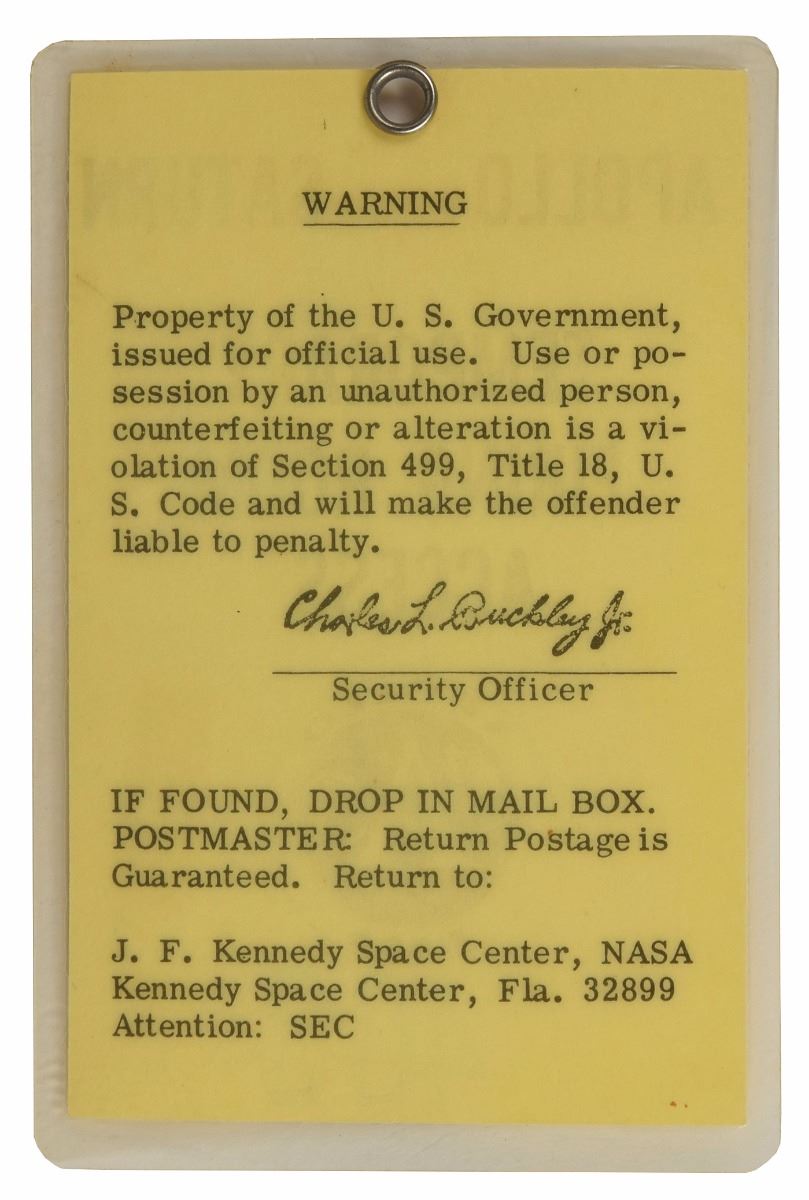 WARNING
Property of the U. S. Government,
issued for official use. Use or po-
session by an unauthorized person,
counterfeiting or alteration is a vi-
olation of Section 499, Title 18, U.
S. Code and will make the offender
liable to penalty.
Charles L. Buckley Jr.
Security Officer
IF FOUND, DROP IN MAIL BOX.
POSTMASTER: Return Postage is
Guaranteed. Return to:
J. F. Kennedy Space Center, NASA
Kennedy Space Center, Fla. 32899
Attention: SEC